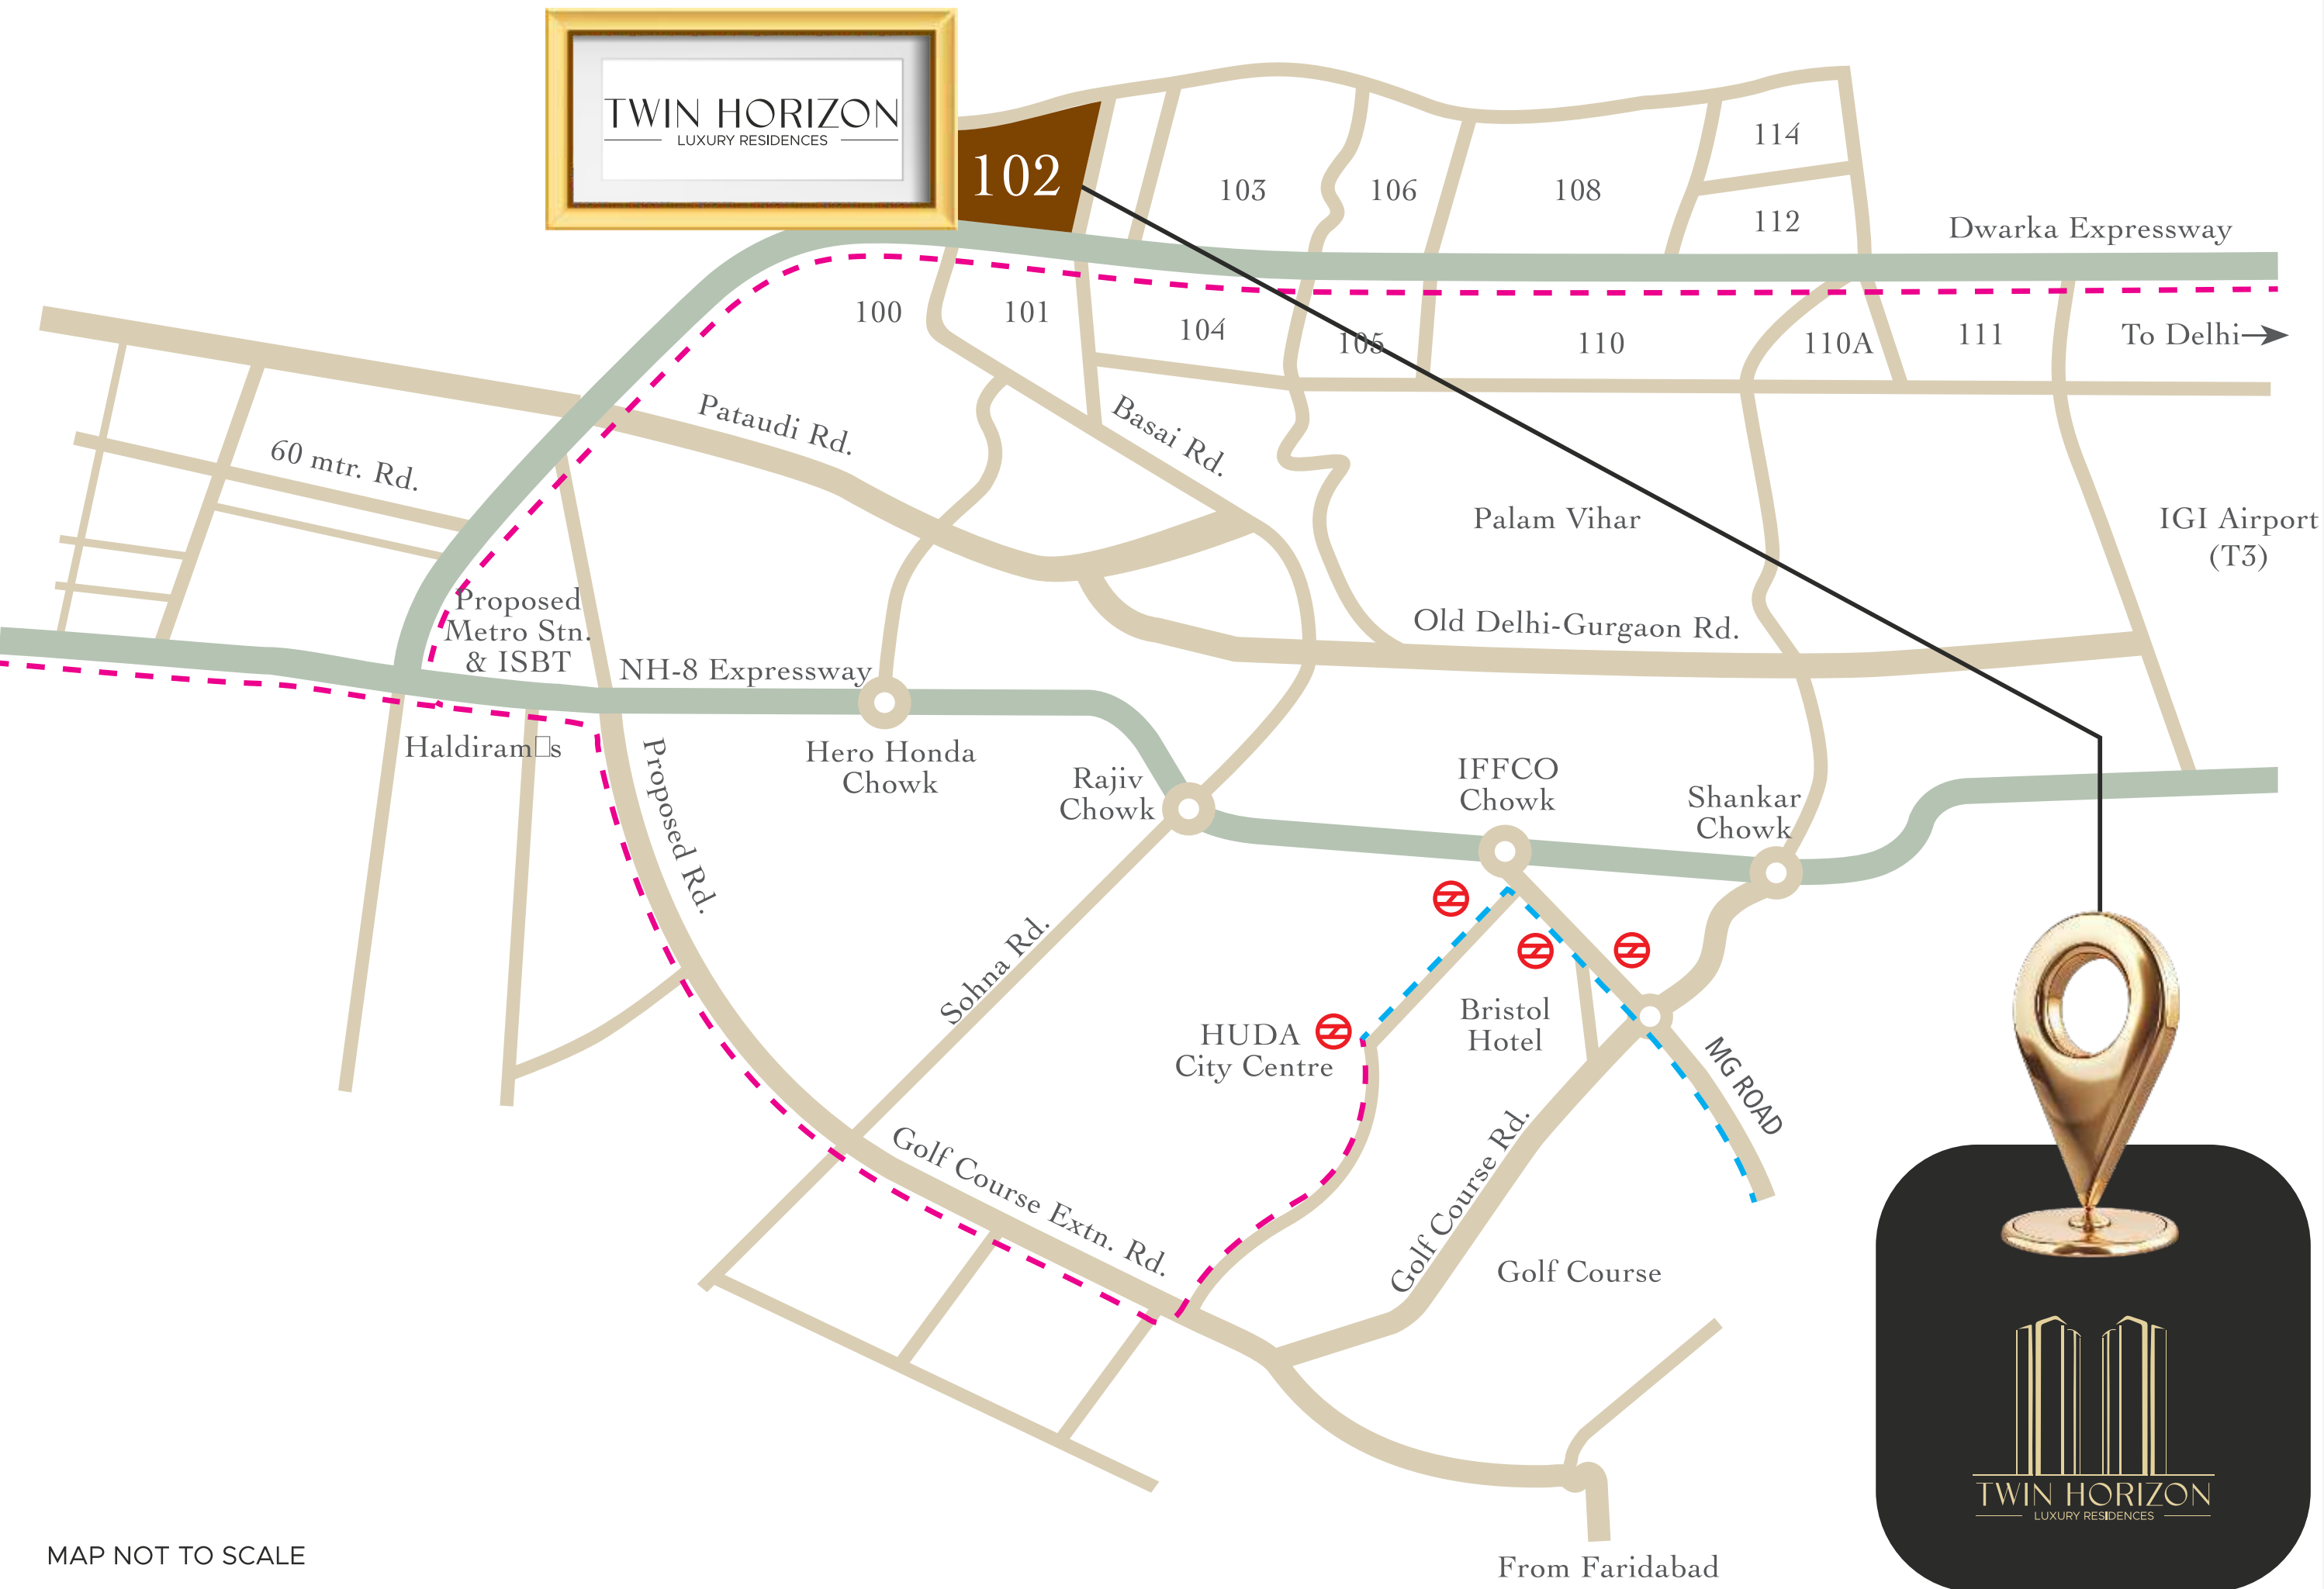 TWIN HORIZON
LUXURY RESIDENCES
102
103
106
108
114
112
Dwarka Expressway
100
101
104
105
110
110A
111
To Delhi
Pataudi Rd.
Basai Rd.
60 mtr. Rd.
Palam Vihar
IGI Airport
(T3)
Proposed
Metro Stn.
& ISBT
Old Delhi-Gurgaon Rd.
NH-8 Expressway
Haldiram□s
Proposed Rd.
Hero Honda
Chowk
Rajiv
Chowk
IFFCO
Chowk
Shankar
Chowk
Sohna Rd.
HUDA
City Centre
Bristol
Hotel
MG ROAD
Golf Course Extn. Rd.
Golf Course Rd.
Golf Course
TWIN HORIZON
LUXURY RESIDENCES
MAP NOT TO SCALE
From Faridabad